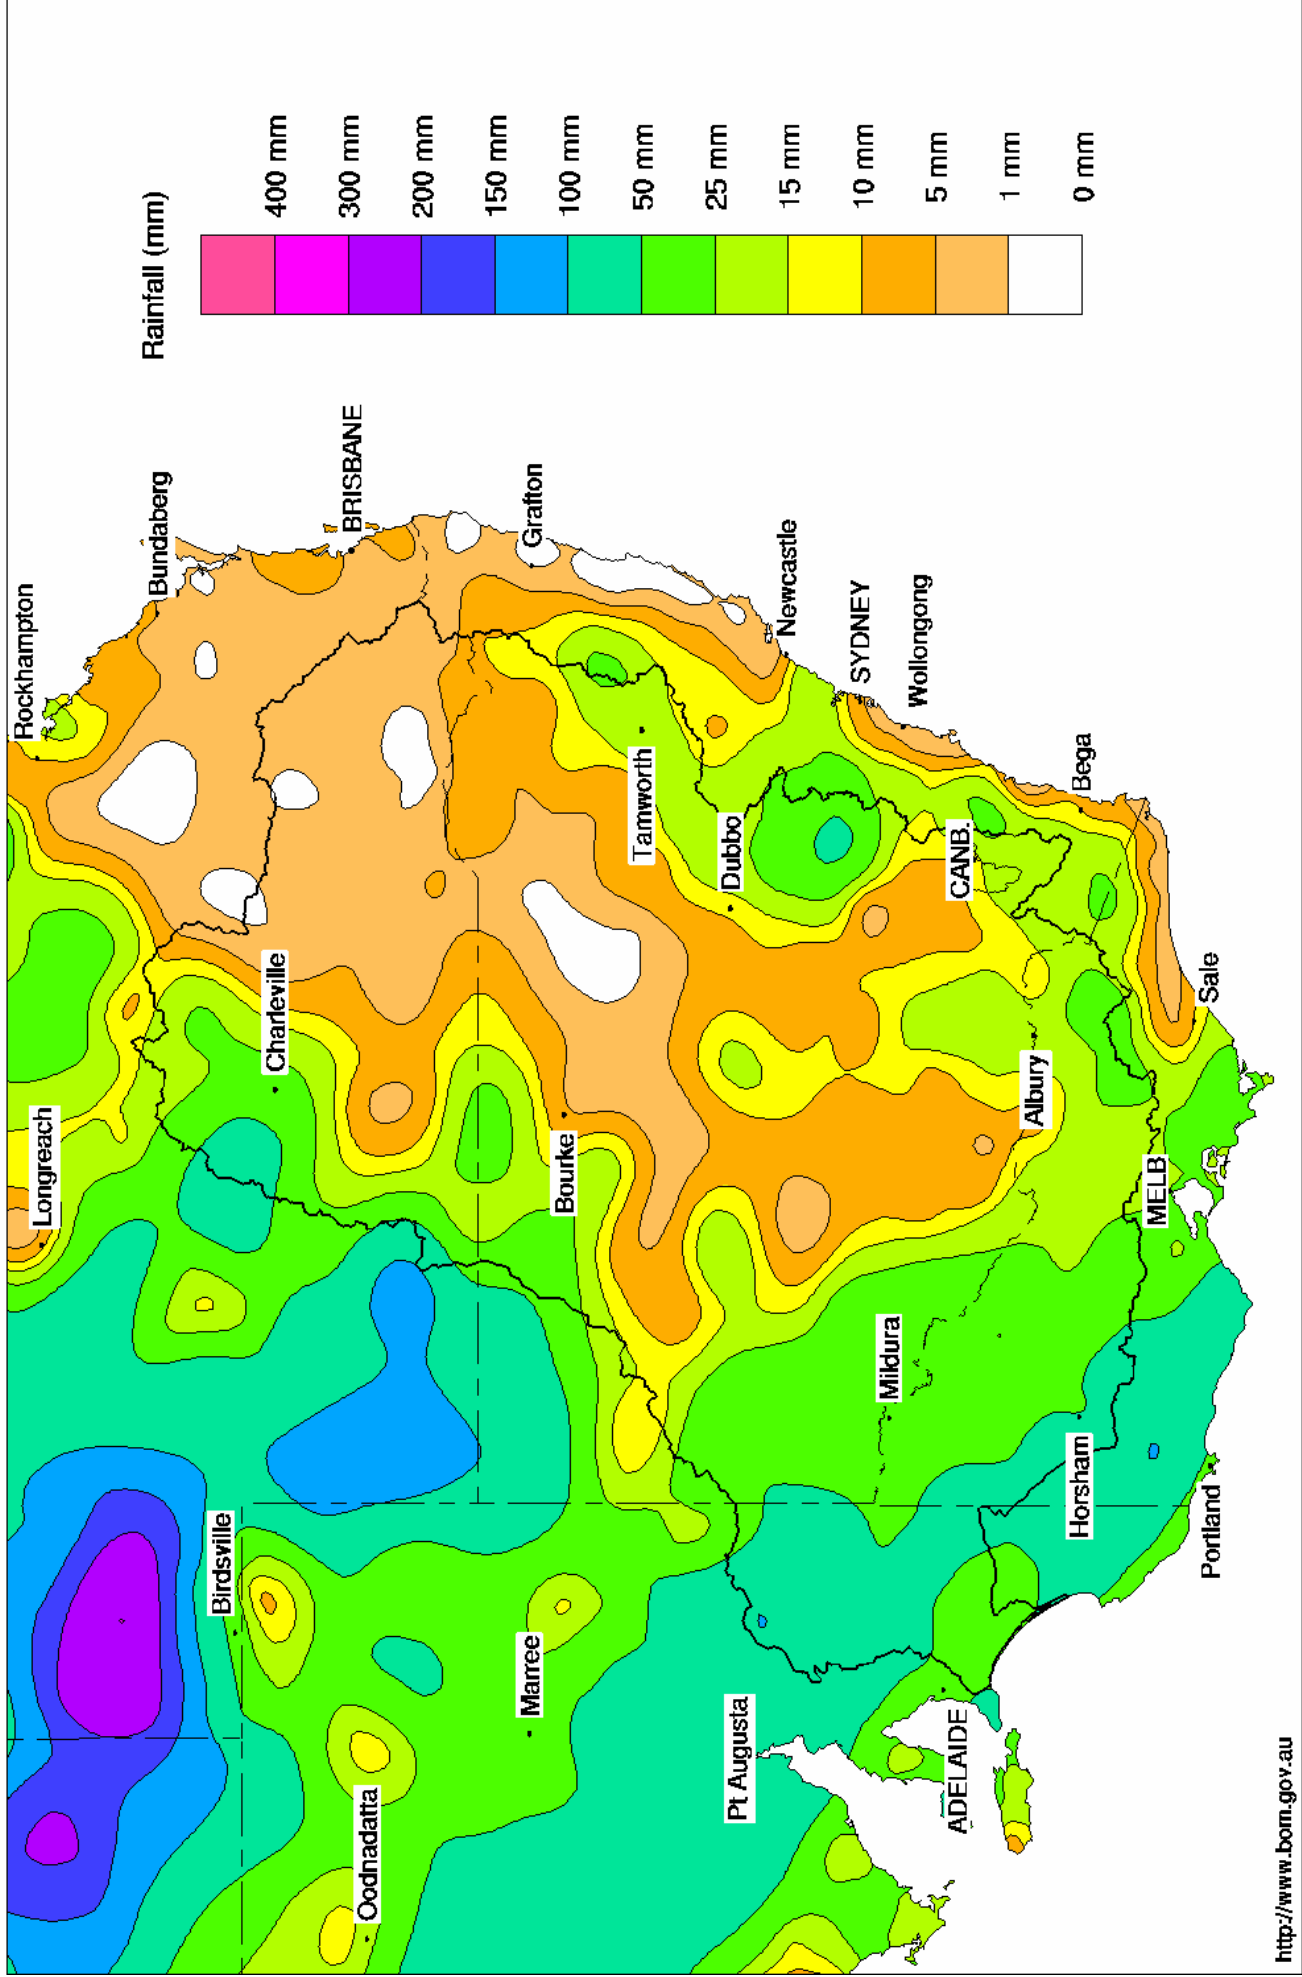 Rainfall (mm)
400 mm
300 mm
200 mm
150 mm
100 mm
50 mm
25 mm
15 mm
10 mm
5 mm
1 mm
0 mm
Rockhampton
Bundaberg
BRISBANE
Grafton
Newcastle
SYDNEY
Wollongong
Bega
Longreach
Charleville
Tamworth
Dubbo
CANB.
Bourke
Albury
Sale
MELB
Birdsville
Mildura
Horsham
Portland
Marree
Oodnadatta
Pt Augusta
ADELAIDE
http://www.bom.gov.au